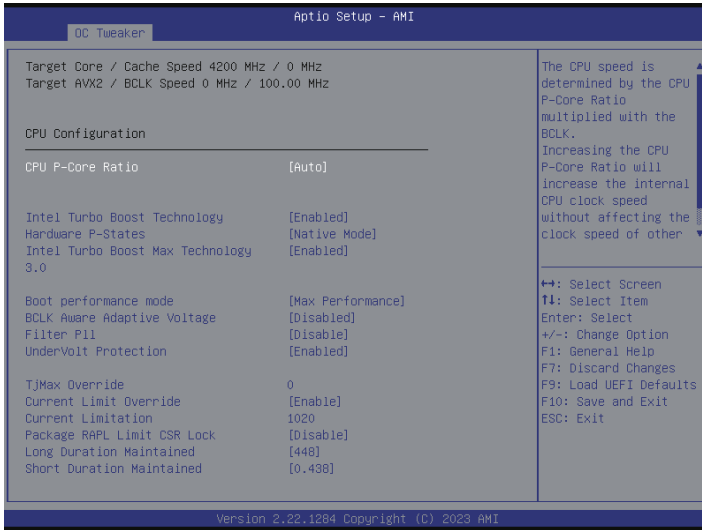 Aptio Setup - AMI
OC Tweaker
Target Core / Cache Speed 4200 MHz / 0 MHz
Target AVX2 / BCLK Speed 0 MHz / 100.00 MHz
CPU Configuration
CPU P-Core Ratio [Auto]
Intel Turbo Boost Technology [Enabled]
Hardware P-States [Native Mode]
Intel Turbo Boost Max Technology [Enabled]
3.0
Boot performance mode [Max Performance]
BCLK Aware Adaptive Voltage [Disabled]
Filter Pll [Disable]
UnderVolt Protection [Enabled]
TjMax Override 0
Current Limit Override [Enable]
Current Limitation 1020
Package RAPL Limit CSR Lock [Disable]
Long Duration Maintained [448]
Short Duration Maintained [0.438]
The CPU speed is
determined by the CPU
P-Core Ratio
multiplied with the
BCLK.
Increasing the CPU
P-Core Ratio will
increase the internal
CPU clock speed
without affecting the
clock speed of other
↔: Select Screen
↑↓: Select Item
Enter: Select
+/-: Change Option
F1: General Help
F7: Discard Changes
F9: Load UEFI Defaults
F10: Save and Exit
ESC: Exit
Version 2.22.1284 Copyright (C) 2023 AMI